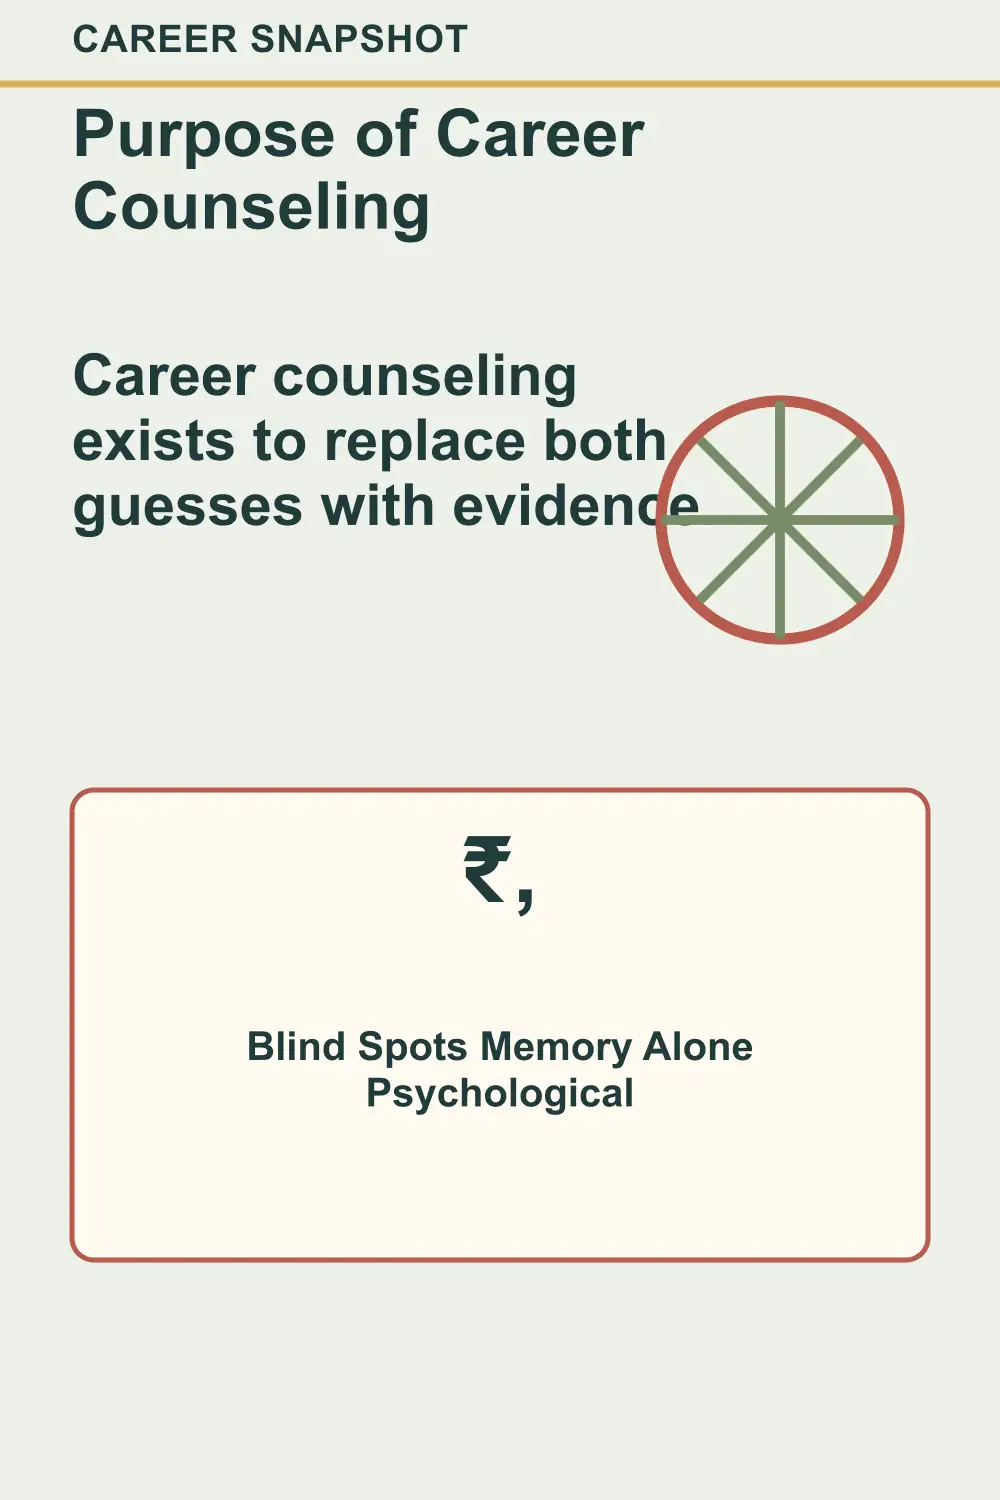 CAREER SNAPSHOT
Purpose of Career
Counseling
Career counseling
exists to replace both
guesses with evidence
₹,
Blind Spots Memory Alone
Psychological